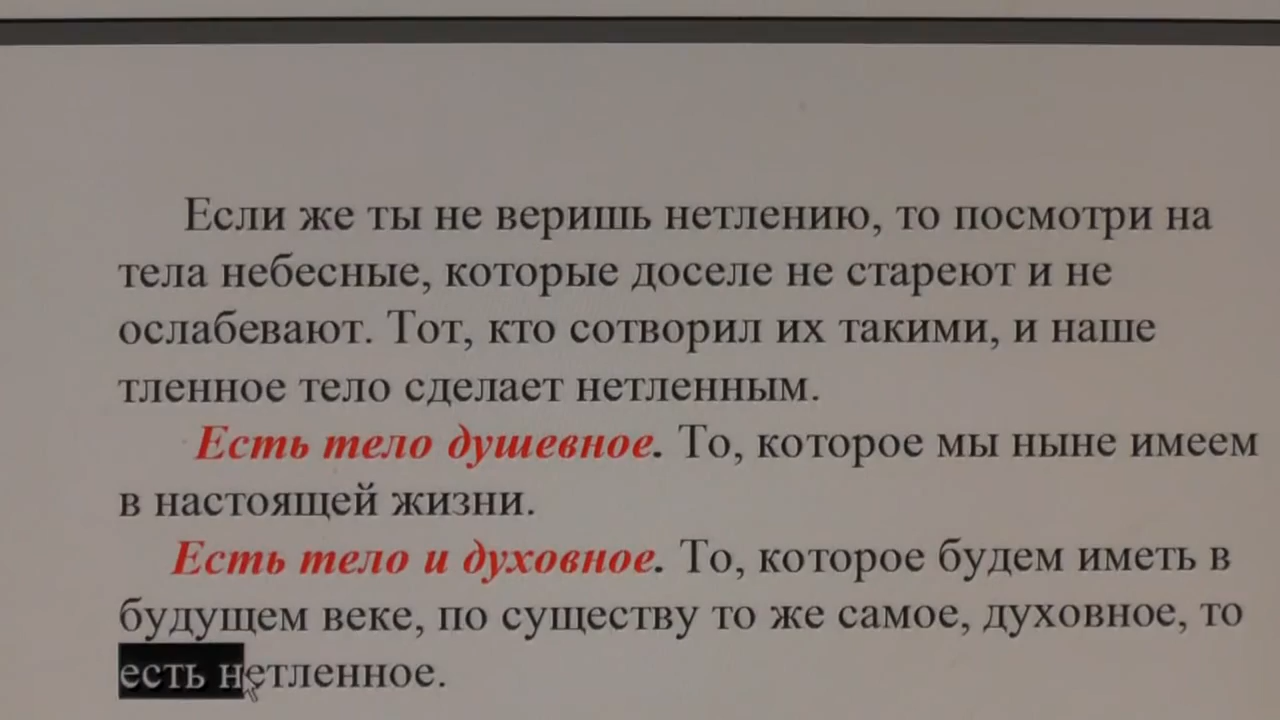 Если же ты не веришь нетлению, то посмотри на
тела небесные, которые доселе не стареют и не
ослабевают. Тот, кто сотворил их такими, и наше
тленное тело сделает нетленным.
Есть тело душевное. То, которое мы ныне имеем
в настоящей жизни.
Есть тело и духовное. То, которое будем иметь в
будущем веке, по существу то же самое, духовное, то
есть нетленное.